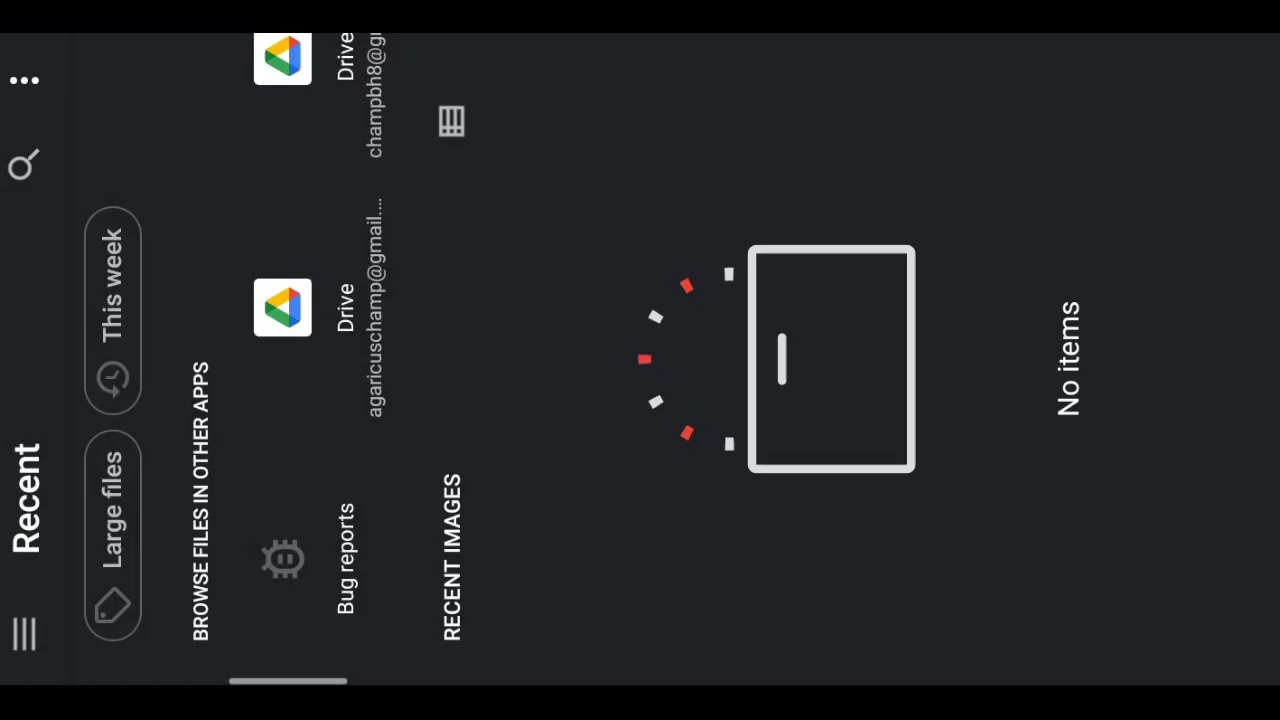 Recent
Large files
This week
BROWSE FILES IN OTHER APPS
Bug reports
Drive
agaricuschamp@gmail....
Drive
champbh8@g
RECENT IMAGES
No items